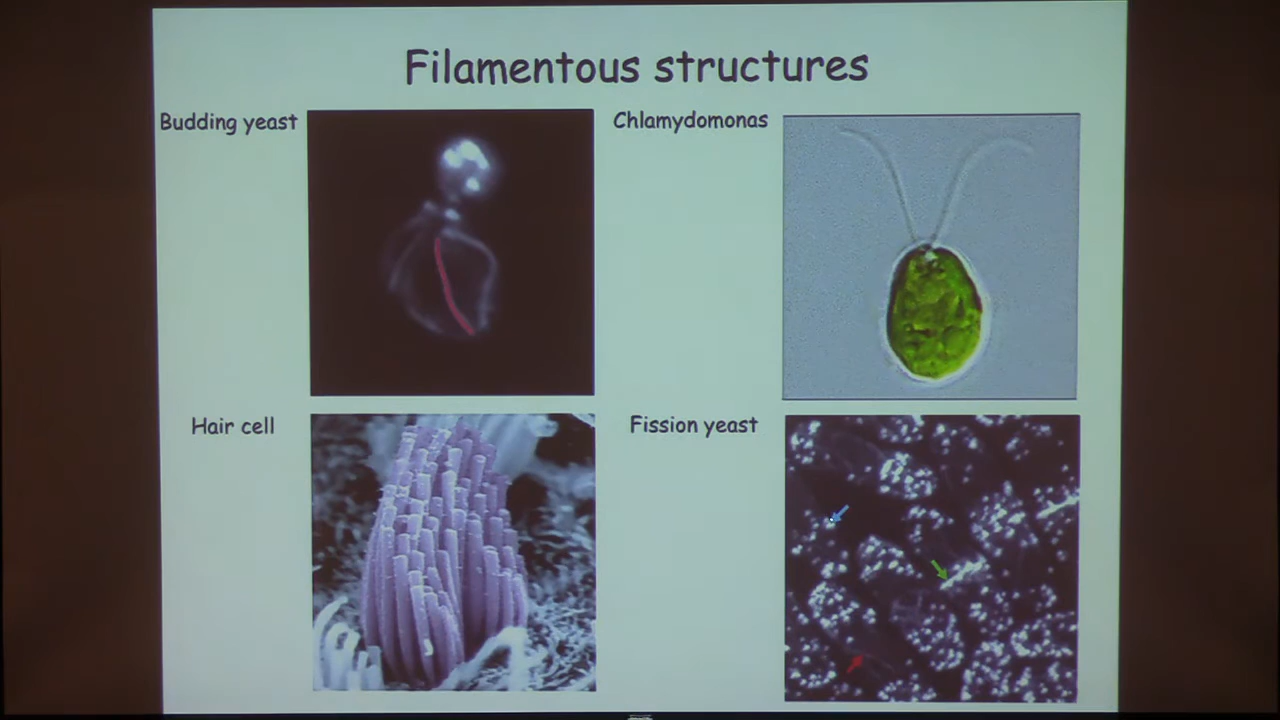 Filamentous structures
Budding yeast
Chlamydomonas
Hair cell
Fission yeast